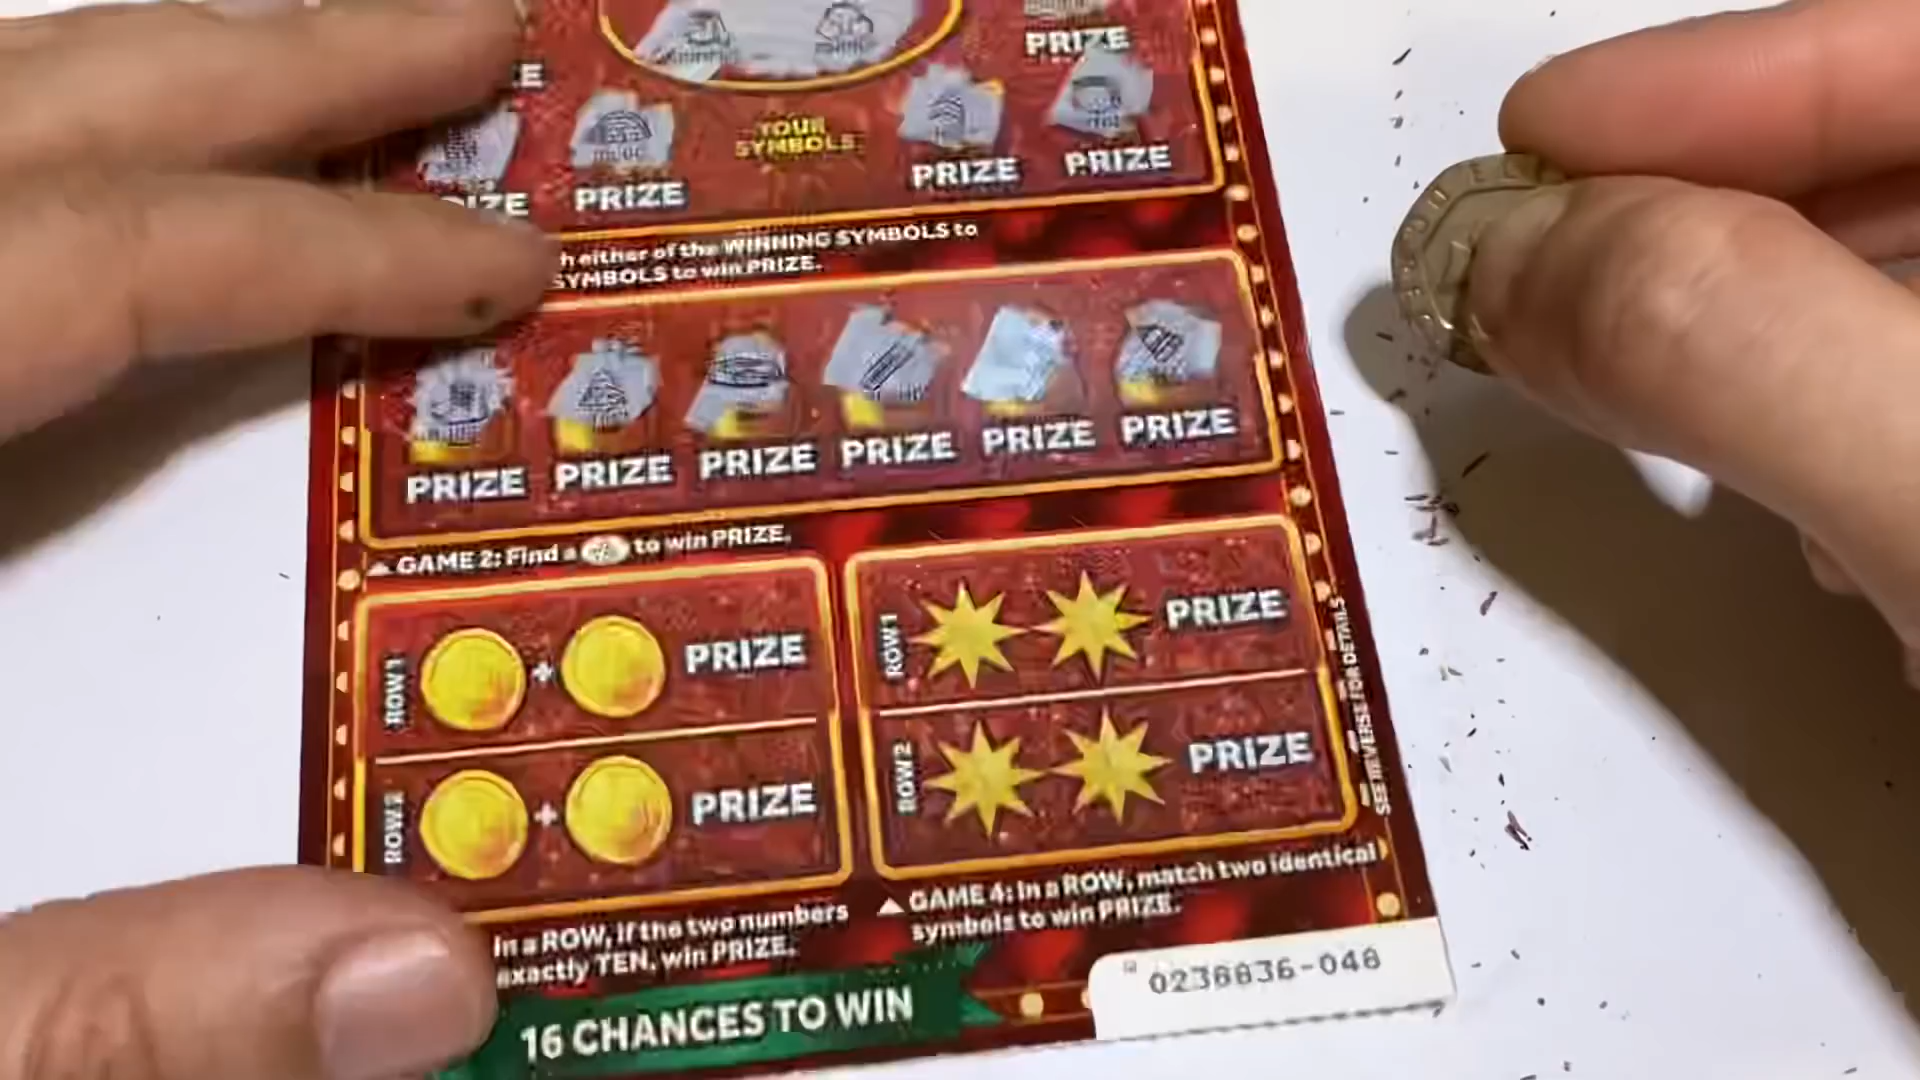 PRIZE
YOUR
SYMBOLS
PRIZE
PRIZE
PRIZE
either of the WINNING SYMBOLS to
SYMBOLS to win PRIZE.
PRIZE
PRIZE
PRIZE
PRIZE
PRIZE
PRIZE
GAME 2: Find a to win PRIZE.
ROW 1
+
PRIZE
ROW 2
+
PRIZE
ROW 1
PRIZE
ROW 2
PRIZE
In a ROW, if the two numbers
exactly TEN, win PRIZE.
GAME 4: In a ROW, match two identical
symbols to win PRIZE.
SEE REVERSE FOR DETAILS
16 CHANCES TO WIN
0236836-048